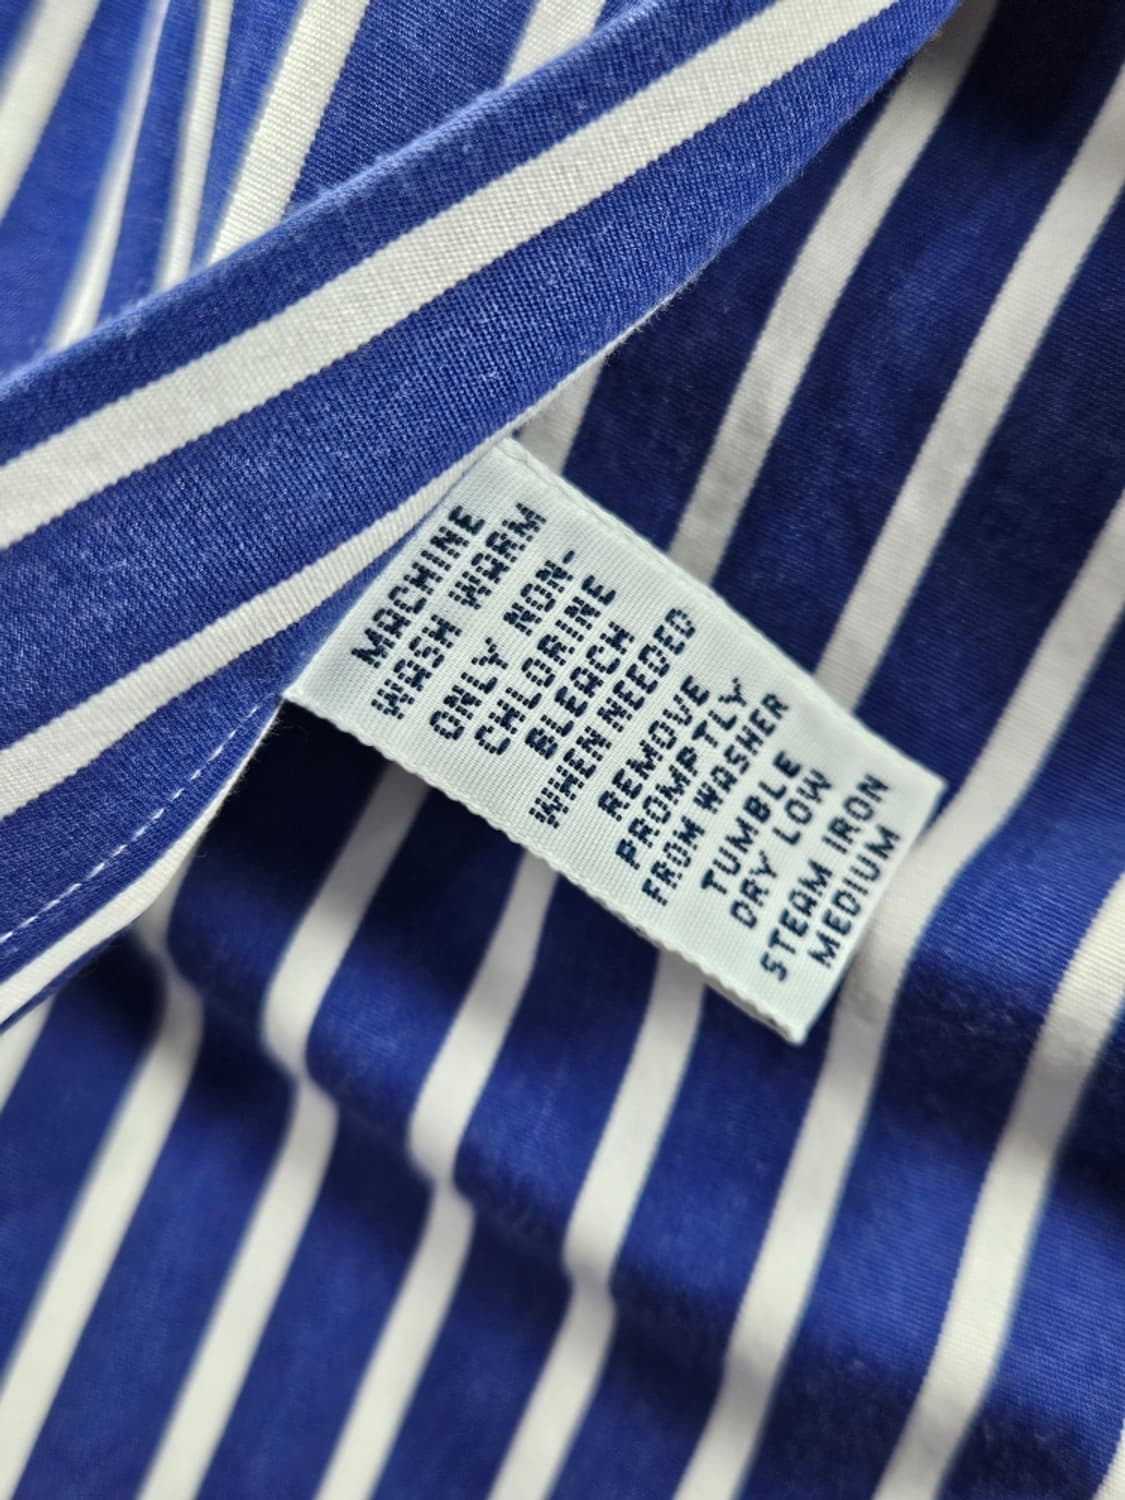 MACHINE
WASH WARM
ONLY NON-
CHLORINE
BLEACH
WHEN NEEDED
REMOVE
PROMPTLY
FROM WASHER
TUMBLE
DRY LOW
STEAM IRON
MEDIUM